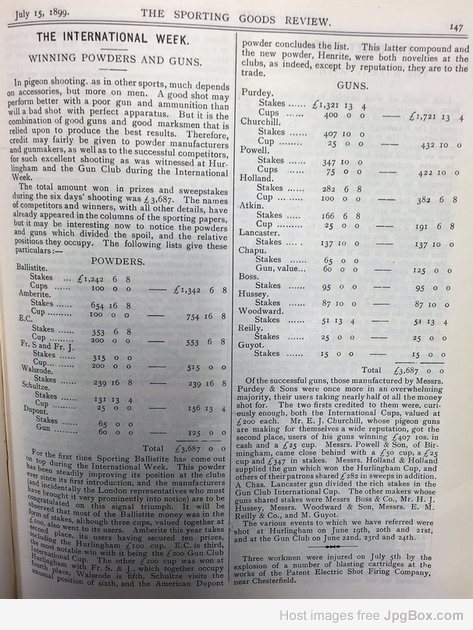 July 15, 1899.
THE SPORTING GOODS REVIEW.
147
THE INTERNATIONAL WEEK.
WINNING POWDERS AND GUNS.
In pigeon shooting, as in other sports, much depends
on accessories, but more on men. A good shot may
perform better with a poor gun and ammunition than
will a bad shot with perfect apparatus. But it is the
combination of good guns and good marksmen that is
relied upon to produce the best results. Therefore,
credit may fairly be given to powder manufacturers
and gunmakers, as well as to the successful competitors,
for such excellent shooting as was witnessed at Hur-
lingham and the Gun Club during the International
Week.
The total amount won in prizes and sweepstakes
during the six days' shooting was £3,687. The names
of competitors and winners, with all other details, have
already appeared in the columns of the sporting papers,
but it may be interesting now to notice the powders
and guns which divided the spoil, and the relative
positions they occupy. The following lists give these
particulars:—
POWDERS.
Ballistite.
Stakes ... £1,242 6 8
Cups ...... 100 0 0 — £1,342 6 8
Amberite.
Stakes ...... 654 16 8
Cup ......... 100 0 0 — 754 16 8
E.C.
Stakes ...... 353 6 8
Cup ......... 200 0 0 — 553 6 8
Fr. S and Fr. J.
Stakes ...... 315 0 0
Cup... ...... 200 0 0 — 515 0 0
Walsrode.
Stakes ...... 239 16 8 — 239 16 8
Schultze.
Stakes ...... 131 13 4
Cup ......... 25 0 0 — 156 13 4
Dupont.
Stakes ...... 65 0 0
Gun ......... 60 0 0 — 125 0 0
Total £3,687 0 0
For the first time Sporting Ballistite has come out
on top during the International Week. This powder
has been steadily improving its position at the clubs
ever since its first introduction, and the manufacturers
(and incidentally the London representatives who must
have brought it very prominently into notice) are to be
congratulated on this signal triumph. It will be
observed that most of the Ballistite money was in the
form of stakes, although three cups, valued together at
£100, also went to its users. Amberite this year takes
second place, its users having secured ten prizes,
including the Hurlingham £100 cup. E.C. is third,
its most notable win with it being the £200 Gun Club
International Cup. The other £200 cup was won at
Hurlingham with Fr. S. & J., which together occupy
fourth place, Walsrode is fifth, Schultze visits the
unusual position of sixth, and the American Dupont
powder concludes the list. This latter compound and
the new powder, Henrite, were both novelties at the
clubs, as indeed, except by reputation, they are to the
trade.
GUNS.
Purdey.
Stakes ...... £1,321 13 4
Cups ...... 400 0 0 — £1,721 13 4
Churchill.
Stakes ...... 407 10 0
Cup ......... 25 0 0 — 432 10 0
Powell.
Stakes ...... 347 10 0
Cups ...... 75 0 0 — 422 10 0
Holland.
Stakes ...... 282 6 8
Cup ......... 100 0 0 — 382 6 8
Atkin.
Stakes ...... 166 6 8
Cup ......... 25 0 0 — 191 6 8
Lancaster.
Stakes .... . 137 10 0 — 137 10 0
Chapu.
Stakes ...... 65 0 0
Gun, value... 60 0 0 — 125 0 0
Boss.
Stakes ...... 95 0 0 — 95 0 0
Hussey.
Stakes ...... 87 10 0 — 87 10 0
Woodward.
Stakes ...... 51 13 4 — 51 13 4
Reilly.
Stakes ...... 25 0 0 — 25 0 0
Guyot.
Stakes ...... 15 0 0 — 15 0 0
Total £3,687 0 0
Of the successful guns, those manufactured by Messrs.
Purdey & Sons were once more in an overwhelming
majority, their users taking nearly half of all the money
shot for. The two firsts credited to them were, curi-
ously enough, both the International Cups, valued at
£200 each. Mr. E. J. Churchill, whose pigeon guns
are making for themselves a wide reputation, got the
second place, users of his guns winning £407 10s. in
cash and a £25 cup. Messrs. Powell & Son, of Bir-
mingham, came behind with a £50 cup, a £25
cup and £347 in stakes. Messrs. Holland & Holland
supplied the gun which won the Hurlingham Cup, and
others of their patrons shared £282 in sweeps in addition.
A Chas. Lancaster gun divided the rich stakes in the
Gun Club International Cup. The other makers whose
guns shared stakes were Messrs Boss & Co., Mr. H. J.
Hussey, Messrs. Woodward & Son, Messrs. E. M.
Reilly & Co., and M. Guyot.
The various events to which we have referred were
shot at Hurlingham on June 19th, 20th and 21st,
and at the Gun Club on June 22nd, 23rd and 24th.
Three workmen were injured on July 5th by the
explosion of a number of blasting cartridges at the
works of the Patent Electric Shot Firing Company,
near Chesterfield.
Host images free JpgBox.com